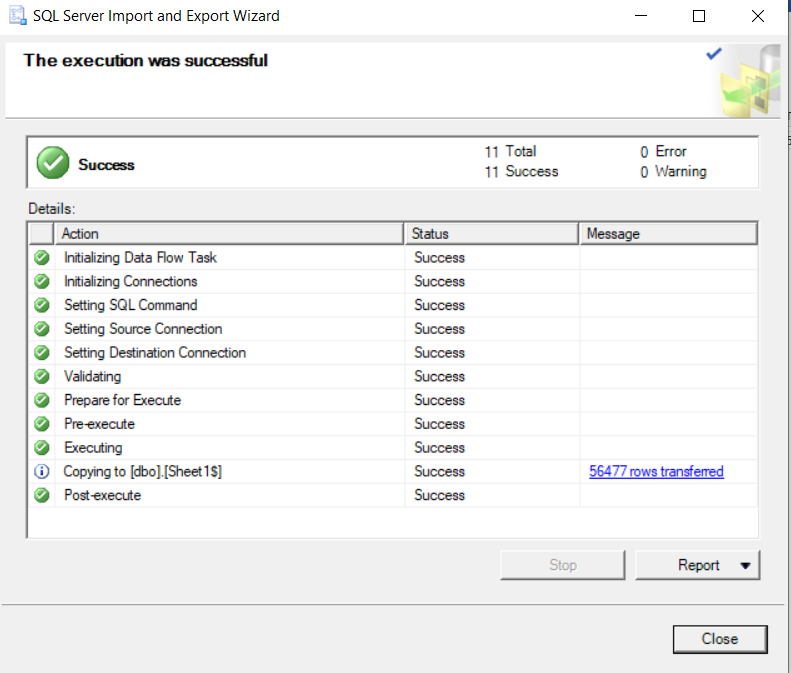 SQL Server Import and Export Wizard
The execution was successful
Success
11 Total
0 Error
11 Success
0 Warning
Details:
Action Status Message
Initializing Data Flow Task Success
Initializing Connections Success
Setting SQL Command Success
Setting Source Connection Success
Setting Destination Connection Success
Validating Success
Prepare for Execute Success
Pre-execute Success
Executing Success
Copying to [dbo].[Sheet1$] Success 56477 rows transferred
Post-execute Success
Stop Report
Close